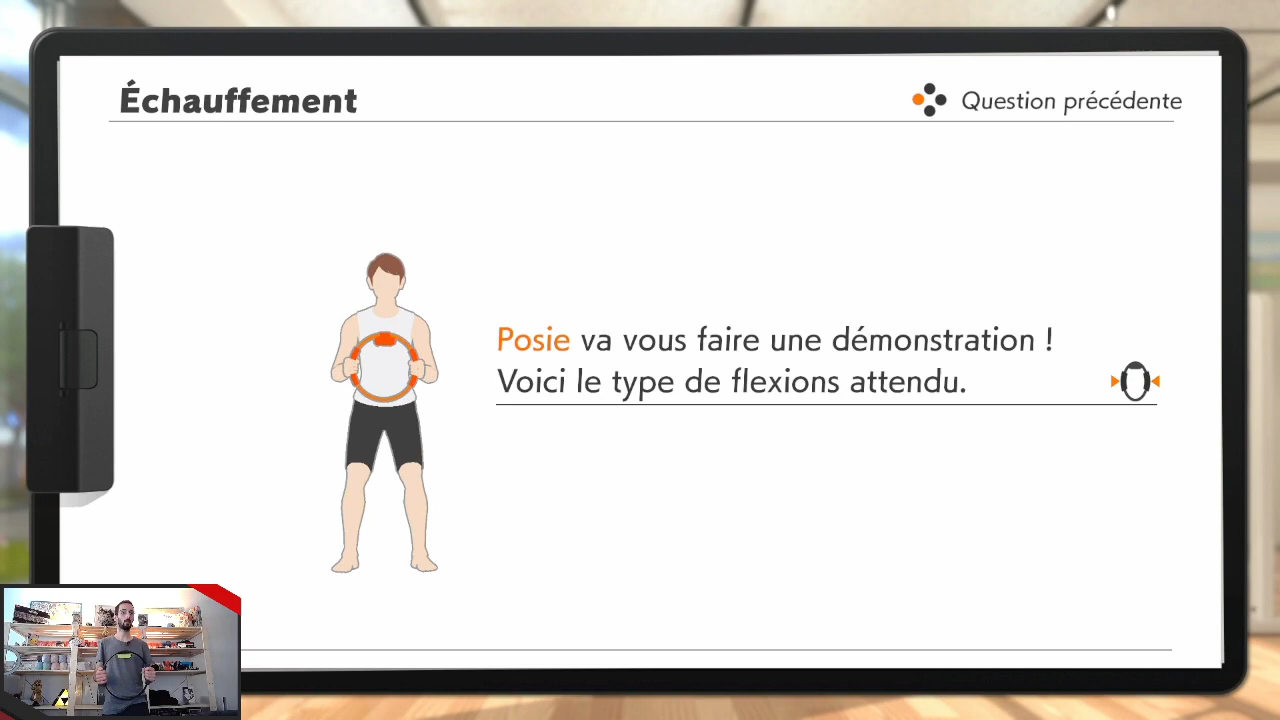 Échauffement
Question précédente
Posie va vous faire une démonstration !
Voici le type de flexions attendu.